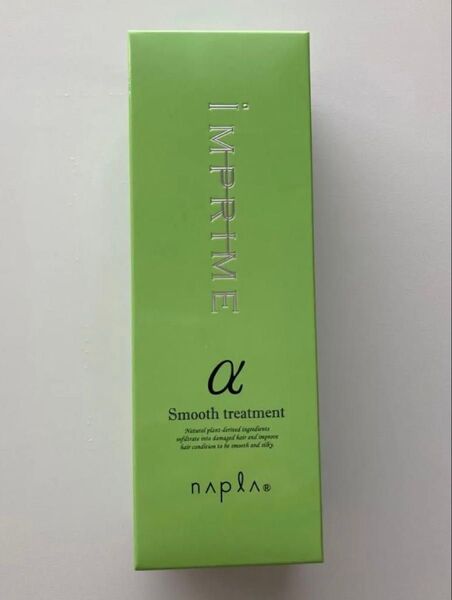 iMPRIME
α
Smooth treatment
Natural plant-derived ingredients
infiltrate into damaged hair and improve
hair condition to be smooth and silky.
napla®